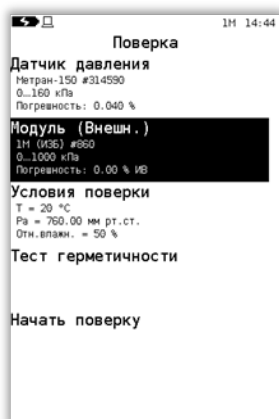 1М 14:44
Поверка
Датчик давления
Метран-150 #314590
0…160 кПа
Погрешность: 0.040 %
Модуль (Внешн.)
1М (ИЗБ) #860
0…1000 кПа
Погрешность: 0.00 % ИВ
Условия поверки
T = 20 °C
Pа = 760.00 мм рт.ст.
Отн.влажн. = 50 %
Тест герметичности
Начать поверку